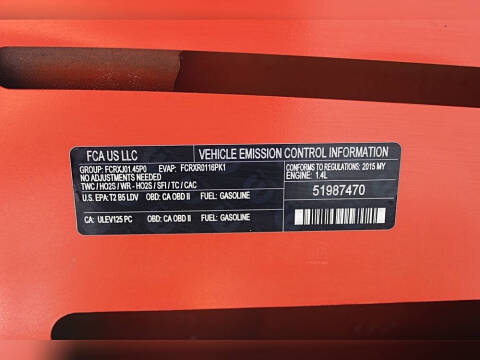 FCA US LLC VEHICLE EMISSION CONTROL INFORMATION
GROUP: FCRXJ01.45P0 EVAP: FCRXR0116PK1 CONFORMS TO REGULATIONS: 2015 MY
NO ADJUSTMENTS NEEDED ENGINE: 1.4L
TWC / HO2S / WR - HO2S / SFI / TC / CAC
U.S. EPA: T2 B5 LDV OBD: CA OBD II FUEL: GASOLINE 51987470
CA: ULEV125 PC OBD: CA OBD II FUEL: GASOLINE